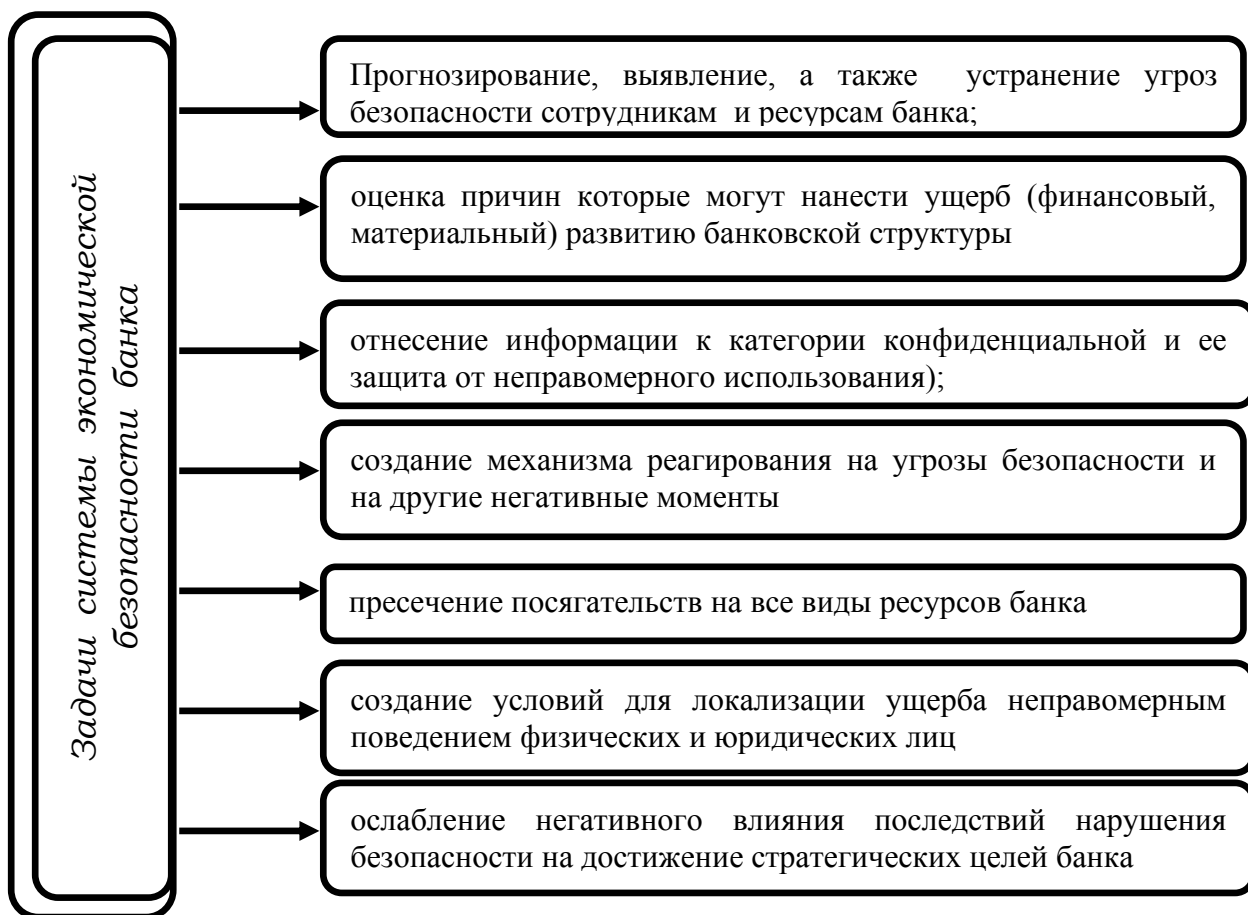 Задачи системы экономической
безопасности банка
Прогнозирование, выявление, а также устранение угроз
безопасности сотрудникам и ресурсам банка;
оценка причин которые могут нанести ущерб (финансовый,
материальный) развитию банковской структуры
отнесение информации к категории конфиденциальной и ее
защита от неправомерного использования);
создание механизма реагирования на угрозы безопасности и
на другие негативные моменты
пресечение посягательств на все виды ресурсов банка
создание условий для локализации ущерба неправомерным
поведением физических и юридических лиц
ослабление негативного влияния последствий нарушения
безопасности на достижение стратегических целей банка